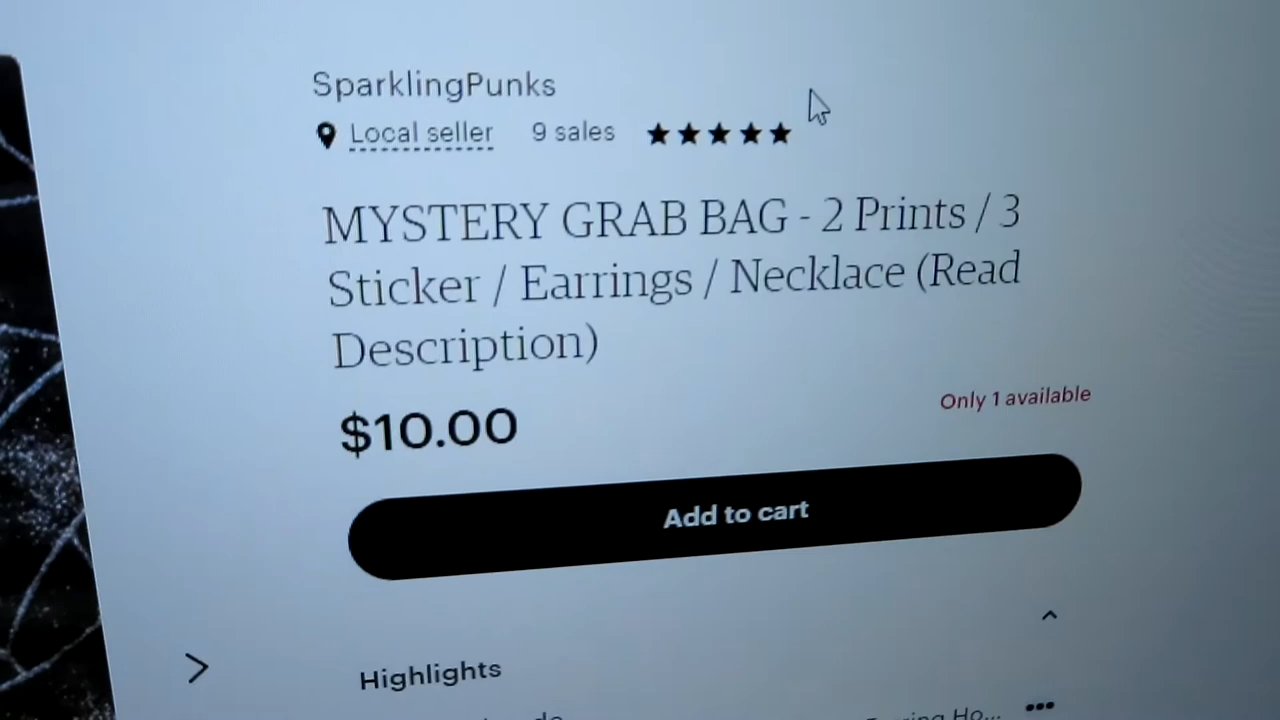 SparklingPunks
Local seller 9 sales ★★★★★
MYSTERY GRAB BAG - 2 Prints / 3
Sticker / Earrings / Necklace (Read
Description)
$10.00
Only 1 available
Add to cart
Highlights